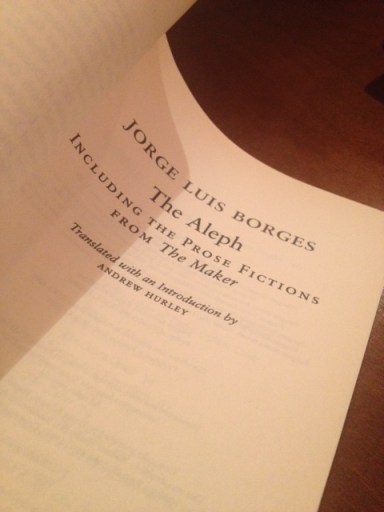 JORGE LUIS BORGES
The Aleph
INCLUDING THE PROSE FICTIONS
FROM The Maker
Translated with an Introduction by
ANDREW HURLEY